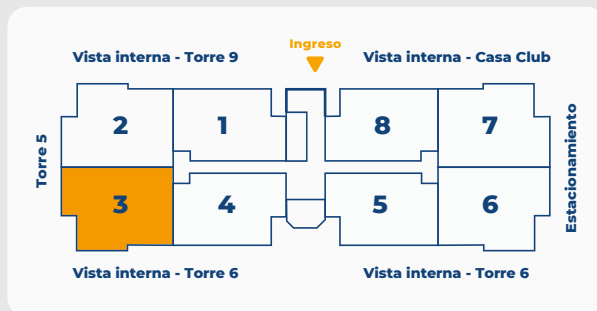 Ingreso
Vista interna - Torre 9
Vista interna - Casa Club
2
1
8
7
Torre 5
Estacionamiento
3
4
5
6
Vista interna - Torre 6
Vista interna - Torre 6